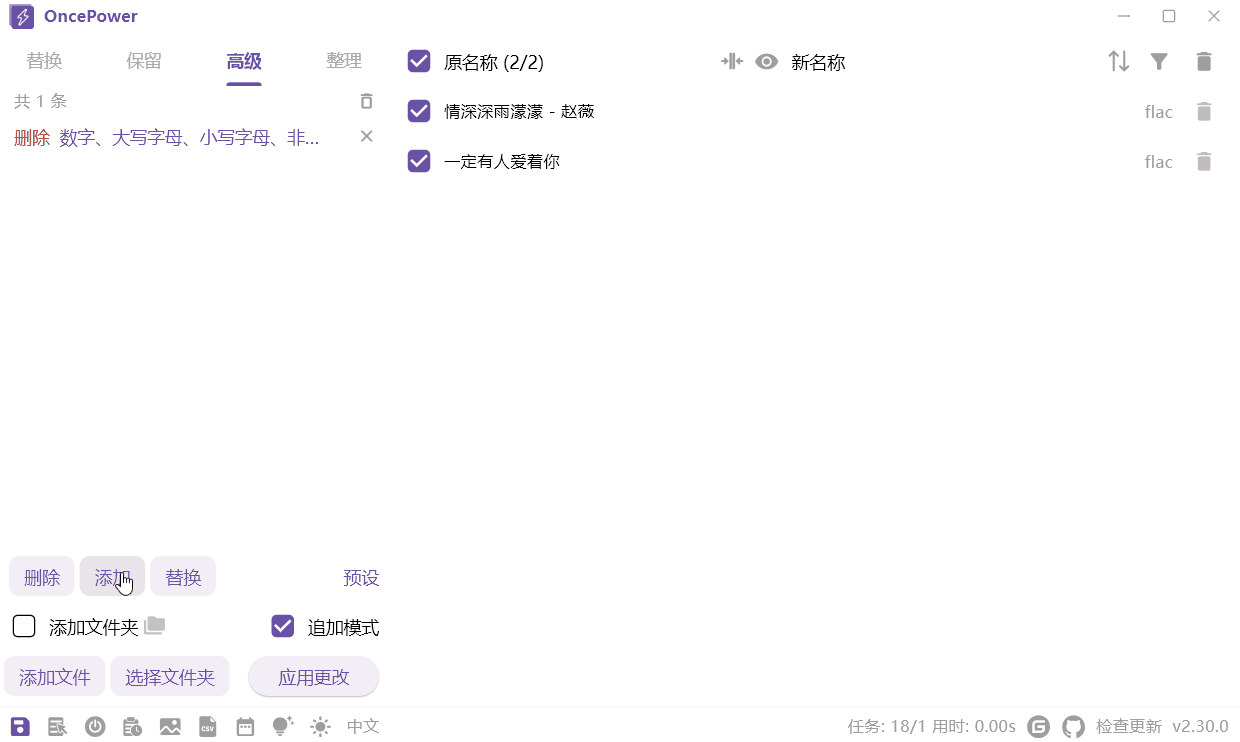 OncePower
替换 保留 高级 整理
共 1 条
删除 数字、大写字母、小写字母、非...
原名称 (2/2) 新名称
情深深雨濛濛 - 赵薇 flac
一定有人爱着你 flac
删除 添加 替换 预设
添加文件夹 追加模式
添加文件 选择文件夹 应用更改
CSV 中文 任务: 18/1 用时: 0.00s G 检查更新 v2.30.0